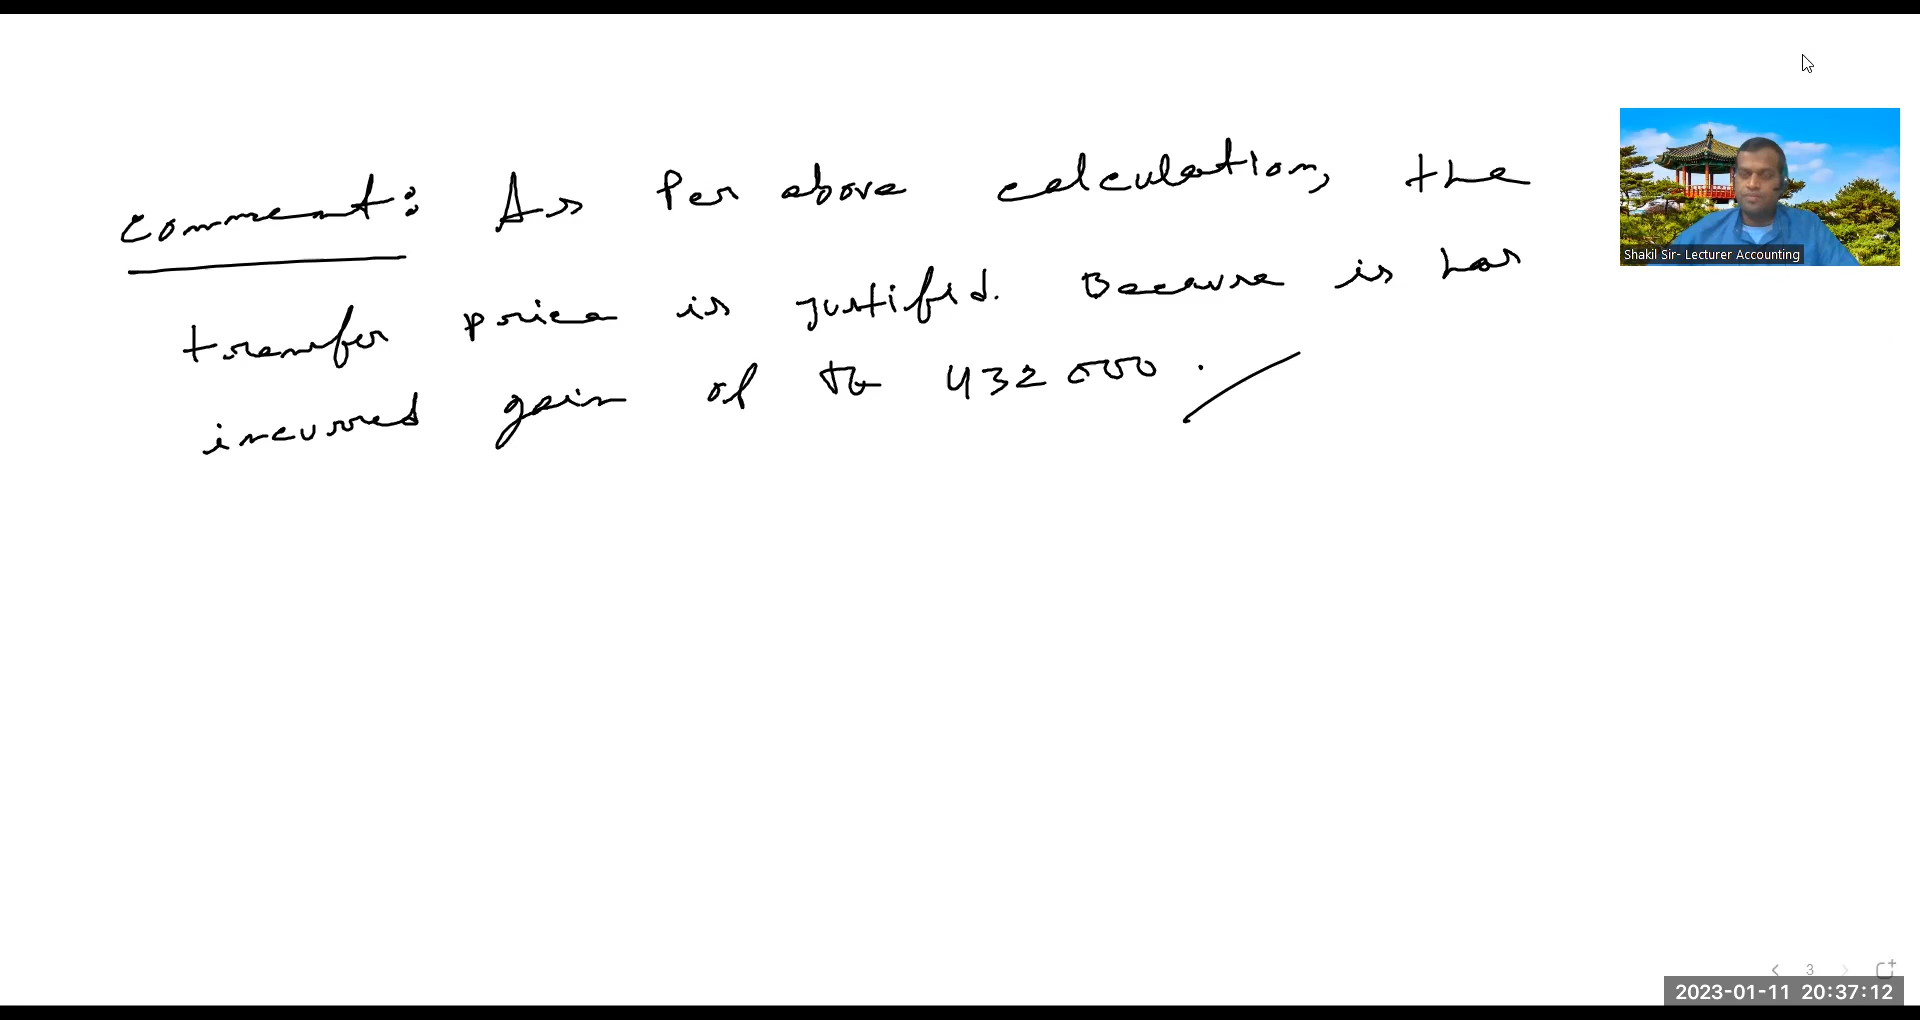 Comment: As Per above calculation, the
transfer price is justified. Because is has
incurred gain of Tk 432000.
Shakil Sir- Lecturer Accounting
3
2023-01-11 20:37:12